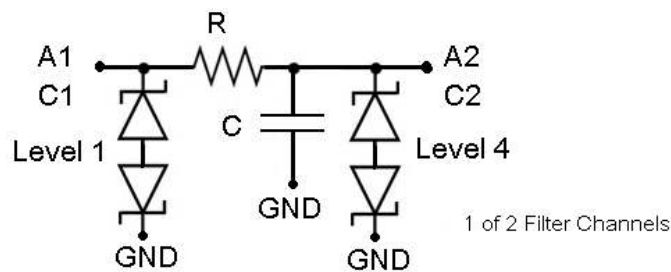 R
A1
A2
C1
C2
C
Level 1
Level 4
GND
1 of 2 Filter Channels
GND
GND